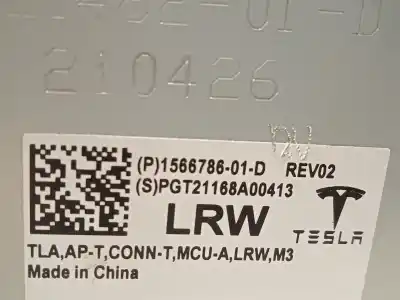 210426
(P)1566786-01-D REV02
(S)PGT21168A00413
LRW
TESLA
TLA,AP-T,CONN-T,MCU-A,LRW,M3
Made in China